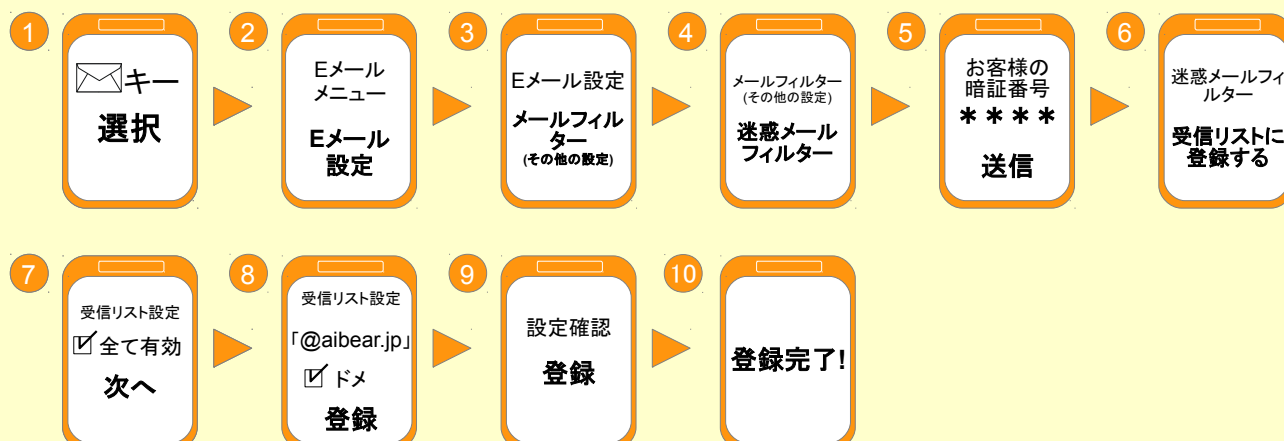 1
キー
選択
2
Eメール
メニュー
Eメール
設定
3
Eメール設定
メールフィル
ター
(その他の設定)
4
メールフィルター
(その他の設定)
迷惑メール
フィルター
5
お客様の
暗証番号
＊＊＊＊
送信
6
迷惑メールフィ
ルター
受信リストに
登録する
7
受信リスト設定
☑全て有効
次へ
8
受信リスト設定
「@aibear.jp」
☑ドメ
登録
9
設定確認
登録
10
登録完了!